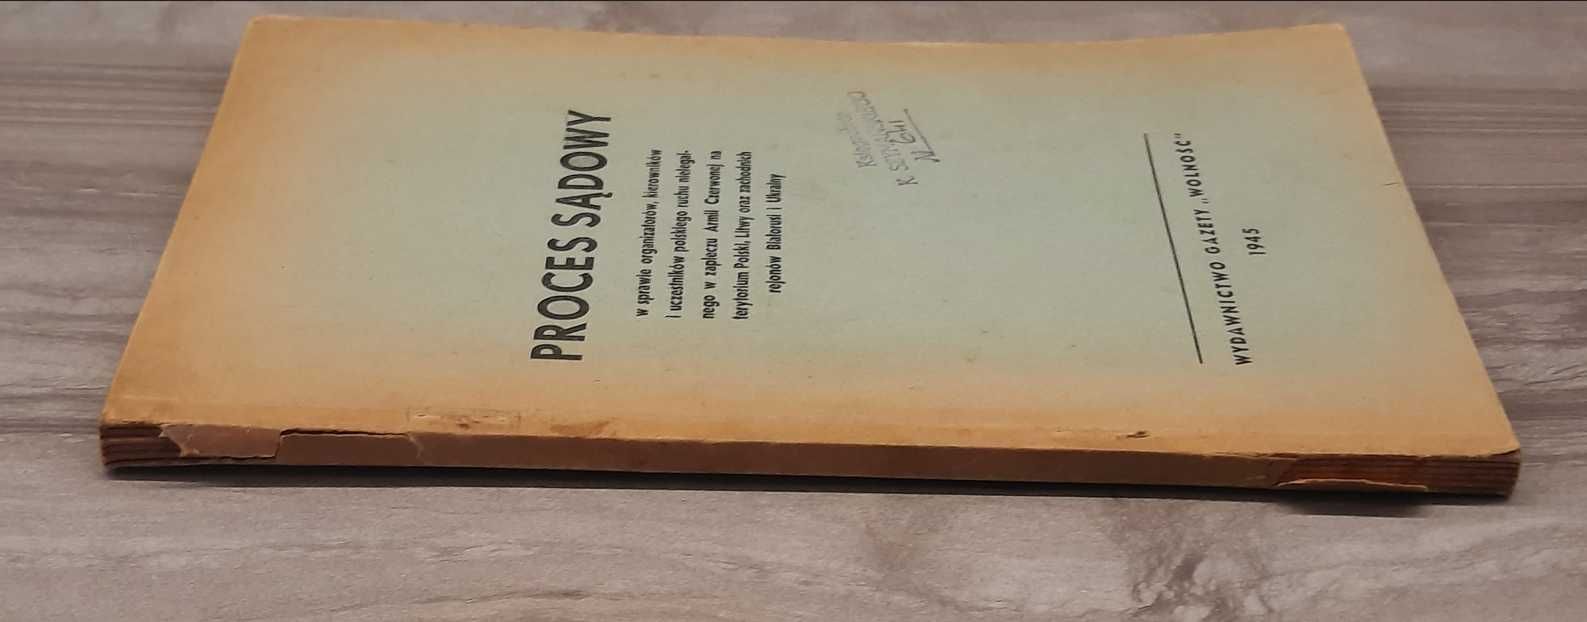 PROCES SĄDOWY
w sprawie organizatorów, kierowników
i uczestników polskiego ruchu nielegal-
nego w zapleczu Armii Czerwonej na
terytorium Polski, Litwy oraz zachodnich
rejonów Białorusi i Ukrainy
WYDAWNICTWO GAZETY „WOLNOŚĆ"
1945